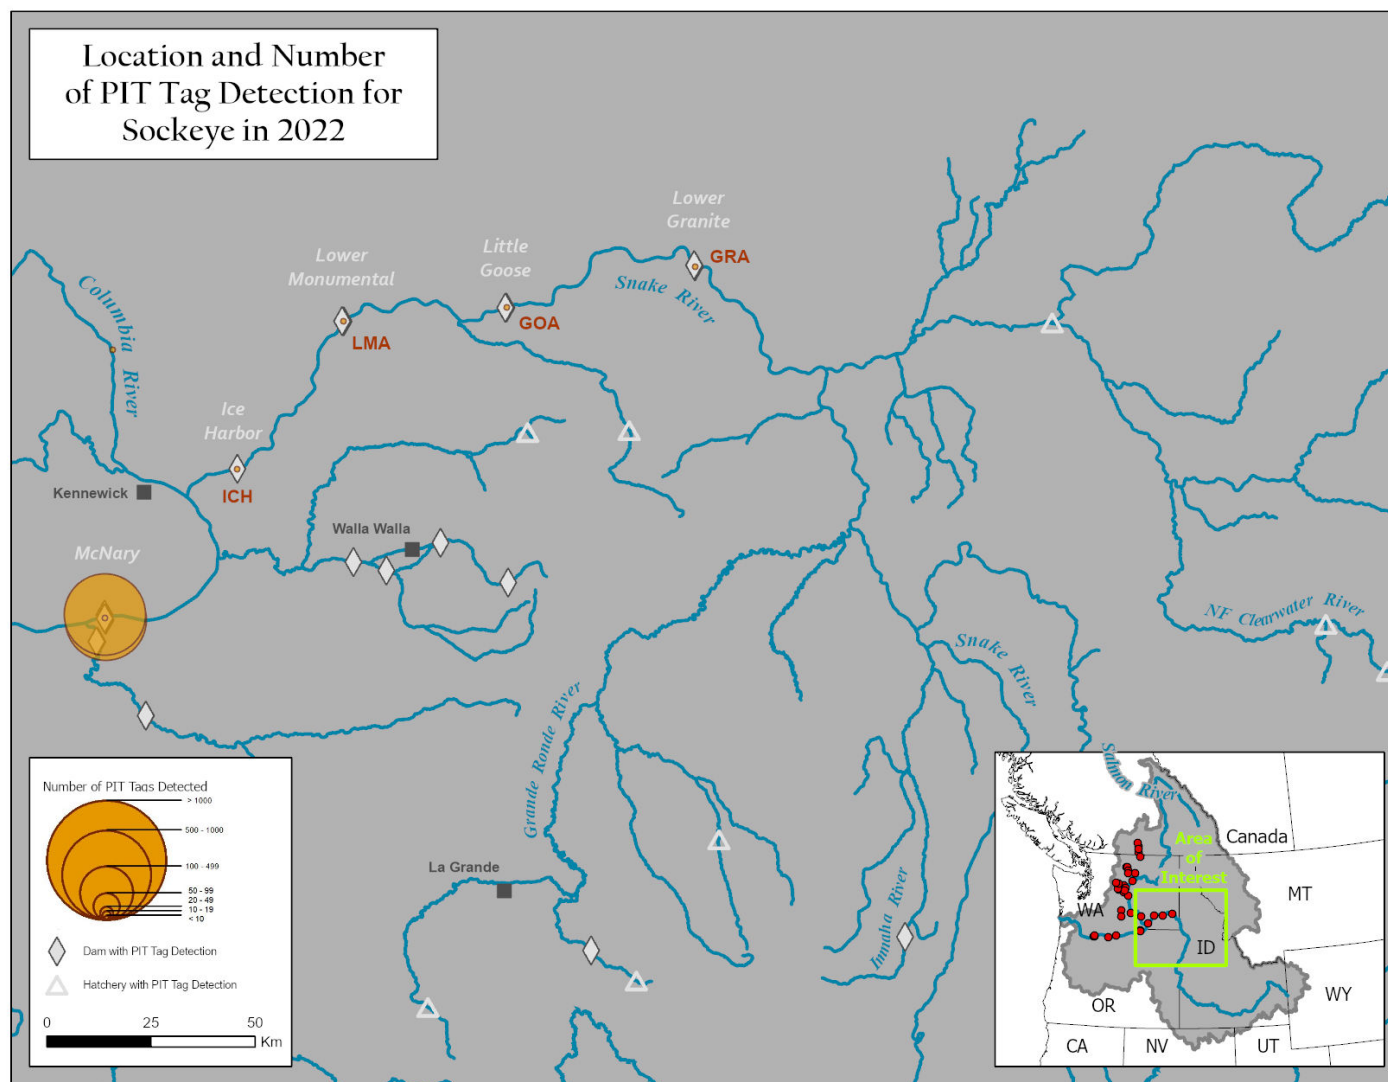 Location and Number
of PIT Tag Detection for
Sockeye in 2022
Lower
Granite
GRA
Little
Goose
GOA
Lower
Monumental
LMA
Snake River
Columbia River
Ice
Harbor
ICH
Kennewick
Walla Walla
McNary
NF Clearwater River
Snake River
Salmon River
Grande Ronde River
Imnaha River
La Grande
Number of PIT Tags Detected
> 1000
500 - 1000
100 - 499
50 - 99
20 - 49
10 - 19
< 10
Dam with PIT Tag Detection
Hatchery with PIT Tag Detection
0 25 50
Km
Canada
Area
of
Interest
WA
MT
ID
OR
WY
CA
NV
UT